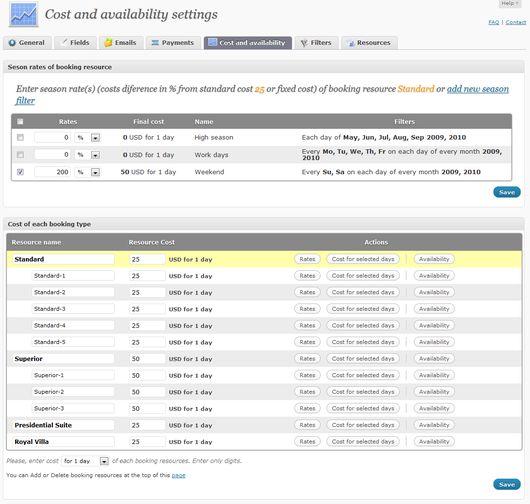 Help
Cost and availability settings
FAQ | Contact
General Fields Emails Payments Cost and availability Filters Resources
Seson rates of booking resource
Enter season rate(s) (costs diference in % from standard cost 25 or fixed cost) of booking resource Standard or add new season
filter
Rates Final cost Name Filters
0 % 0 USD for 1 day High season Each day of May, Jun, Jul, Aug, Sep 2009, 2010
0 % 0 USD for 1 day Work days Every Mo, Tu, We, Th, Fr on each day of every month 2009,
2010
200 % 50 USD for 1 day Weekend Every Su, Sa on each day of every month 2009, 2010
Save
Cost of each booking type
Resource name Resource Cost Actions
Standard 25 USD for 1 day Rates Cost for selected days Availability
Standard-1 25 USD for 1 day Rates Cost for selected days Availability
Standard-2 25 USD for 1 day Rates Cost for selected days Availability
Standard-3 25 USD for 1 day Rates Cost for selected days Availability
Standard-4 25 USD for 1 day Rates Cost for selected days Availability
Standard-5 25 USD for 1 day Rates Cost for selected days Availability
Superior 50 USD for 1 day Rates Cost for selected days Availability
Superior-1 50 USD for 1 day Rates Cost for selected days Availability
Superior-2 50 USD for 1 day Rates Cost for selected days Availability
Superior-3 50 USD for 1 day Rates Cost for selected days Availability
Presidential Suite 25 USD for 1 day Rates Cost for selected days Availability
Royal Villa 25 USD for 1 day Rates Cost for selected days Availability
Please, enter cost for 1 day of each booking resources. Enter only digits.
You can Add or Delete booking resources at the top of this page
Save